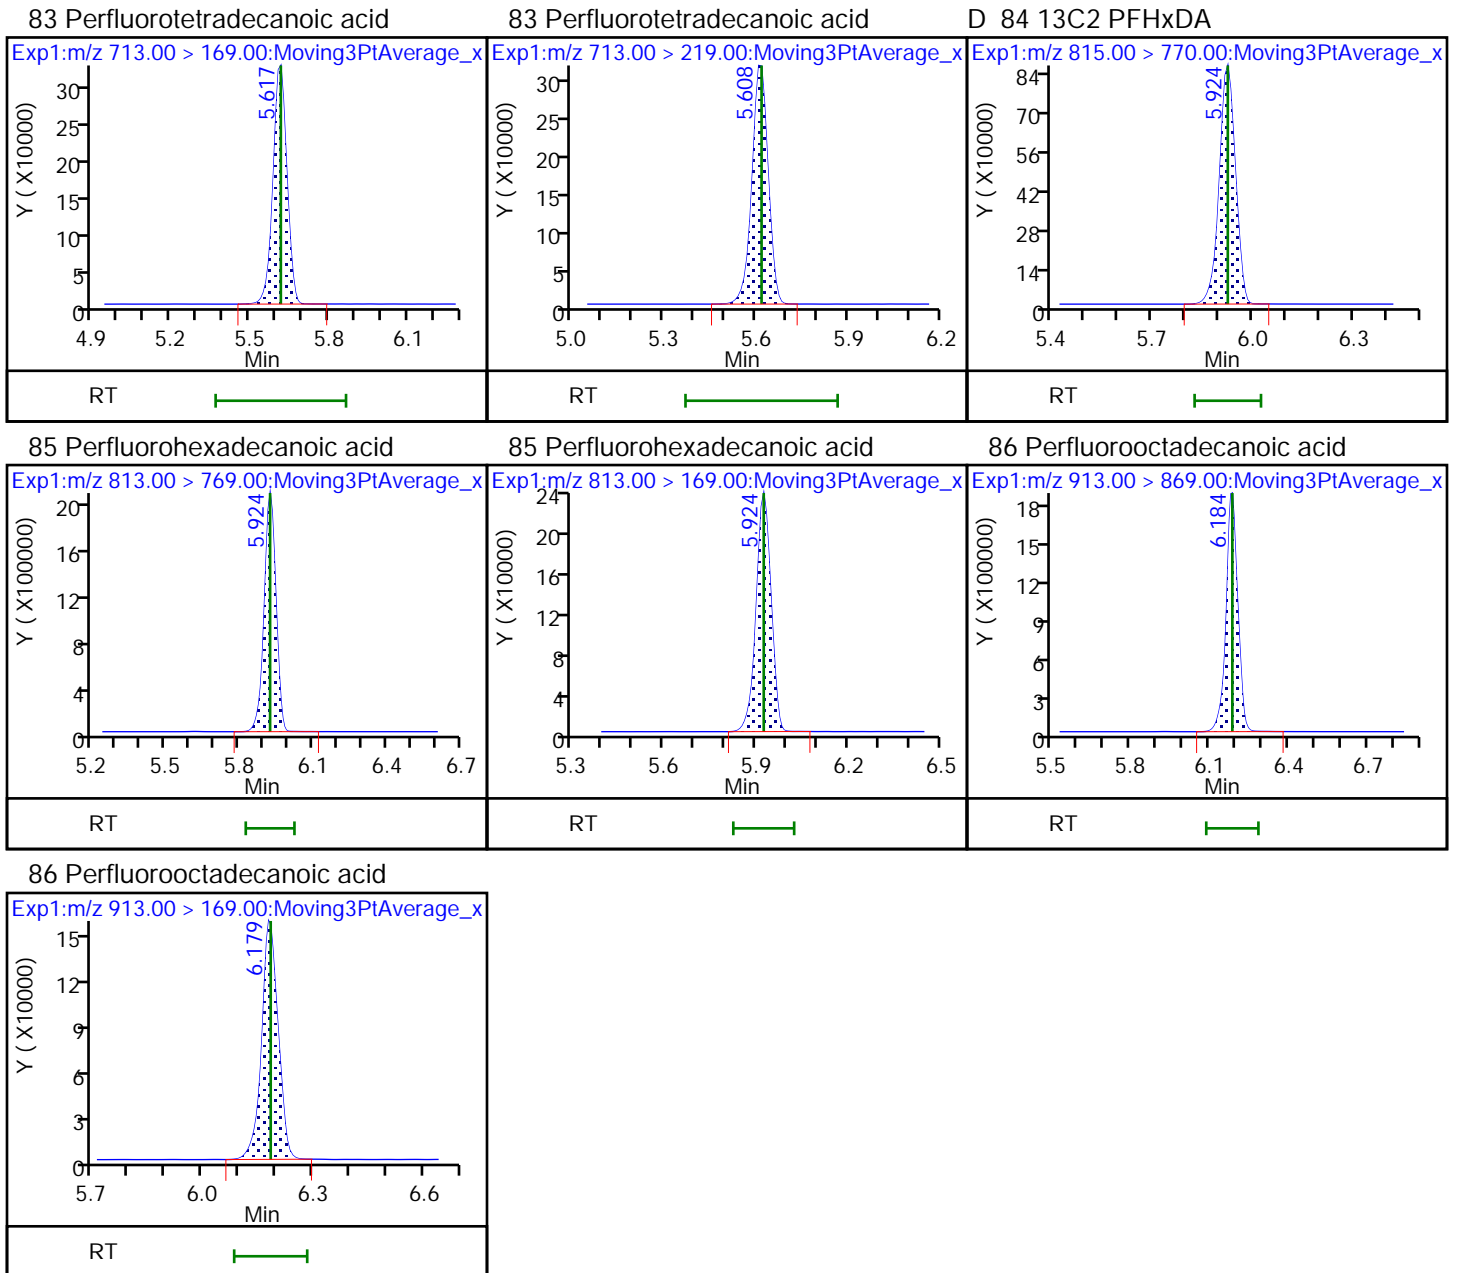 83 Perfluorotetradecanoic acid
Exp1:m/z 713.00 > 169.00:Moving3PtAverage_x
Y ( X10000)
30
25
20
15
10
5
0
5.617
4.9 5.2 5.5 5.8 6.1
Min
RT
83 Perfluorotetradecanoic acid
Exp1:m/z 713.00 > 219.00:Moving3PtAverage_x
Y ( X10000)
30
25
20
15
10
5
0
5.608
5.0 5.3 5.6 5.9 6.2
Min
RT
D 84 13C2 PFHxDA
Exp1:m/z 815.00 > 770.00:Moving3PtAverage_x
Y ( X10000)
84
70
56
42
28
14
0
5.924
5.4 5.7 6.0 6.3
Min
RT
85 Perfluorohexadecanoic acid
Exp1:m/z 813.00 > 769.00:Moving3PtAverage_x
Y ( X100000)
20
16
12
8
4
0
5.924
5.2 5.5 5.8 6.1 6.4 6.7
Min
RT
85 Perfluorohexadecanoic acid
Exp1:m/z 813.00 > 169.00:Moving3PtAverage_x
Y ( X10000)
24
20
16
12
8
4
0
5.924
5.3 5.6 5.9 6.2 6.5
Min
RT
86 Perfluorooctadecanoic acid
Exp1:m/z 913.00 > 869.00:Moving3PtAverage_x
Y ( X100000)
18
15
12
9
6
3
0
6.184
5.5 5.8 6.1 6.4 6.7
Min
RT
86 Perfluorooctadecanoic acid
Exp1:m/z 913.00 > 169.00:Moving3PtAverage_x
Y ( X10000)
15
12
9
6
3
0
6.179
5.7 6.0 6.3 6.6
Min
RT